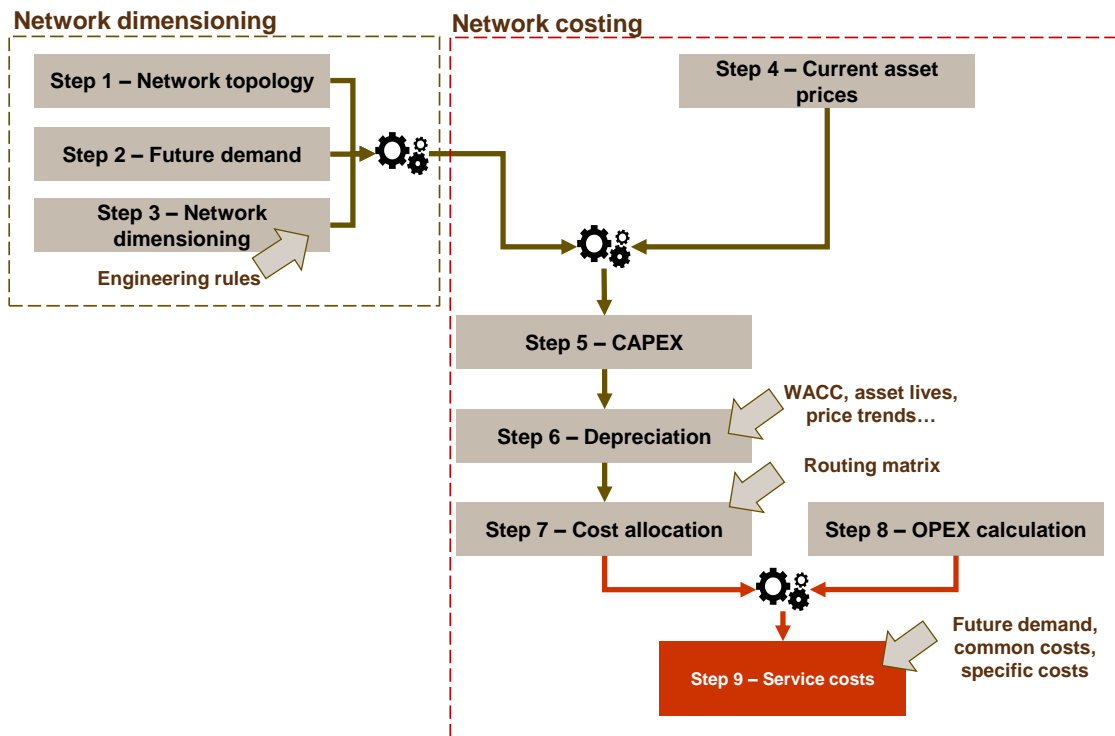 Network dimensioning
Network costing
Step 1 – Network topology
Step 4 – Current asset
prices
Step 2 – Future demand
Step 3 – Network
dimensioning
Engineering rules
Step 5 – CAPEX
WACC, asset lives,
price trends…
Step 6 – Depreciation
Routing matrix
Step 7 – Cost allocation
Step 8 – OPEX calculation
Future demand,
common costs,
specific costs
Step 9 – Service costs